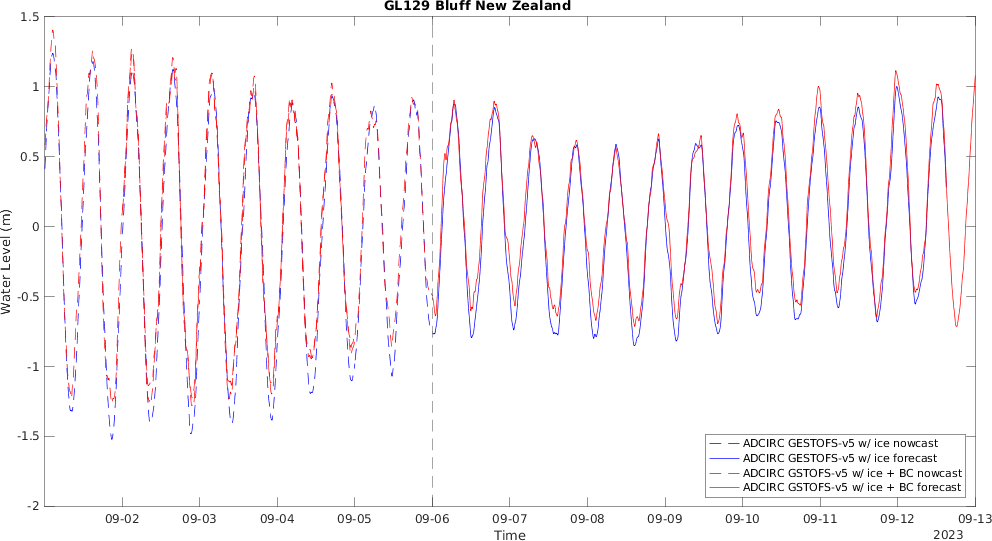 GL129 Bluff New Zealand
Water Level (m)
1.5
1
0.5
0
-0.5
-1
-1.5
-2
ADCIRC GESTOFS-v5 w/ ice nowcast
ADCIRC GESTOFS-v5 w/ ice forecast
ADCIRC GSTOFS-v5 w/ ice + BC nowcast
ADCIRC GSTOFS-v5 w/ ice + BC forecast
09-02 09-03 09-04 09-05 09-06 09-07 09-08 09-09 09-10 09-11 09-12 09-13
Time
2023